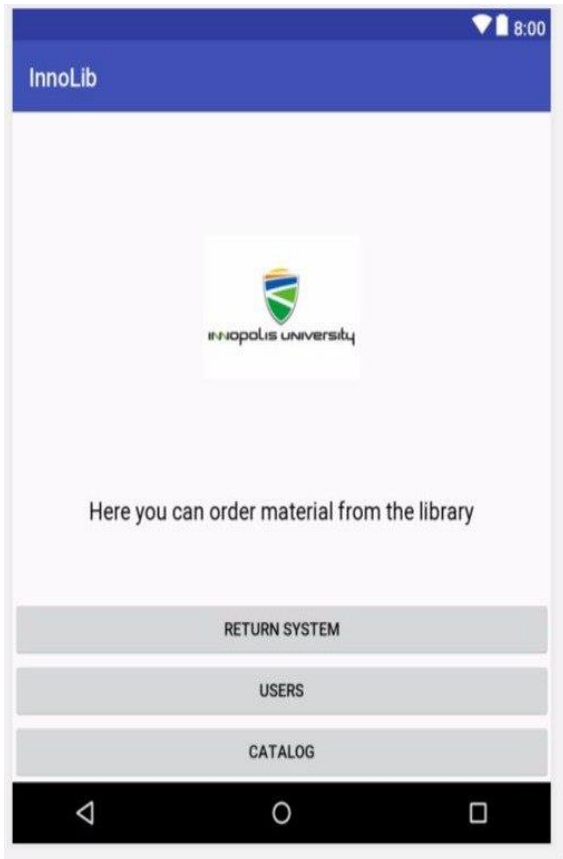 8:00
InnoLib
INNOPOLIS UNIVERSITY
Here you can order material from the library
RETURN SYSTEM
USERS
CATALOG